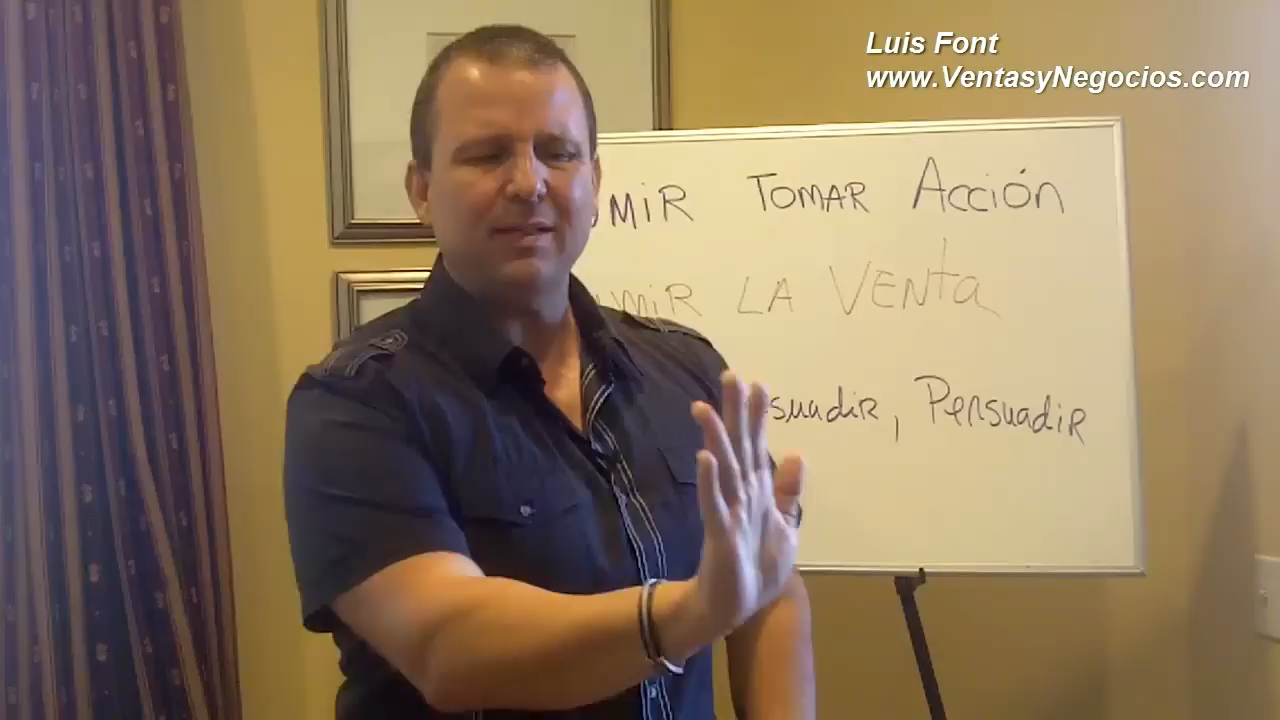 Luis Font
www.VentasyNegocios.com
TOMAR Acción
LA VENTA
Persuadir